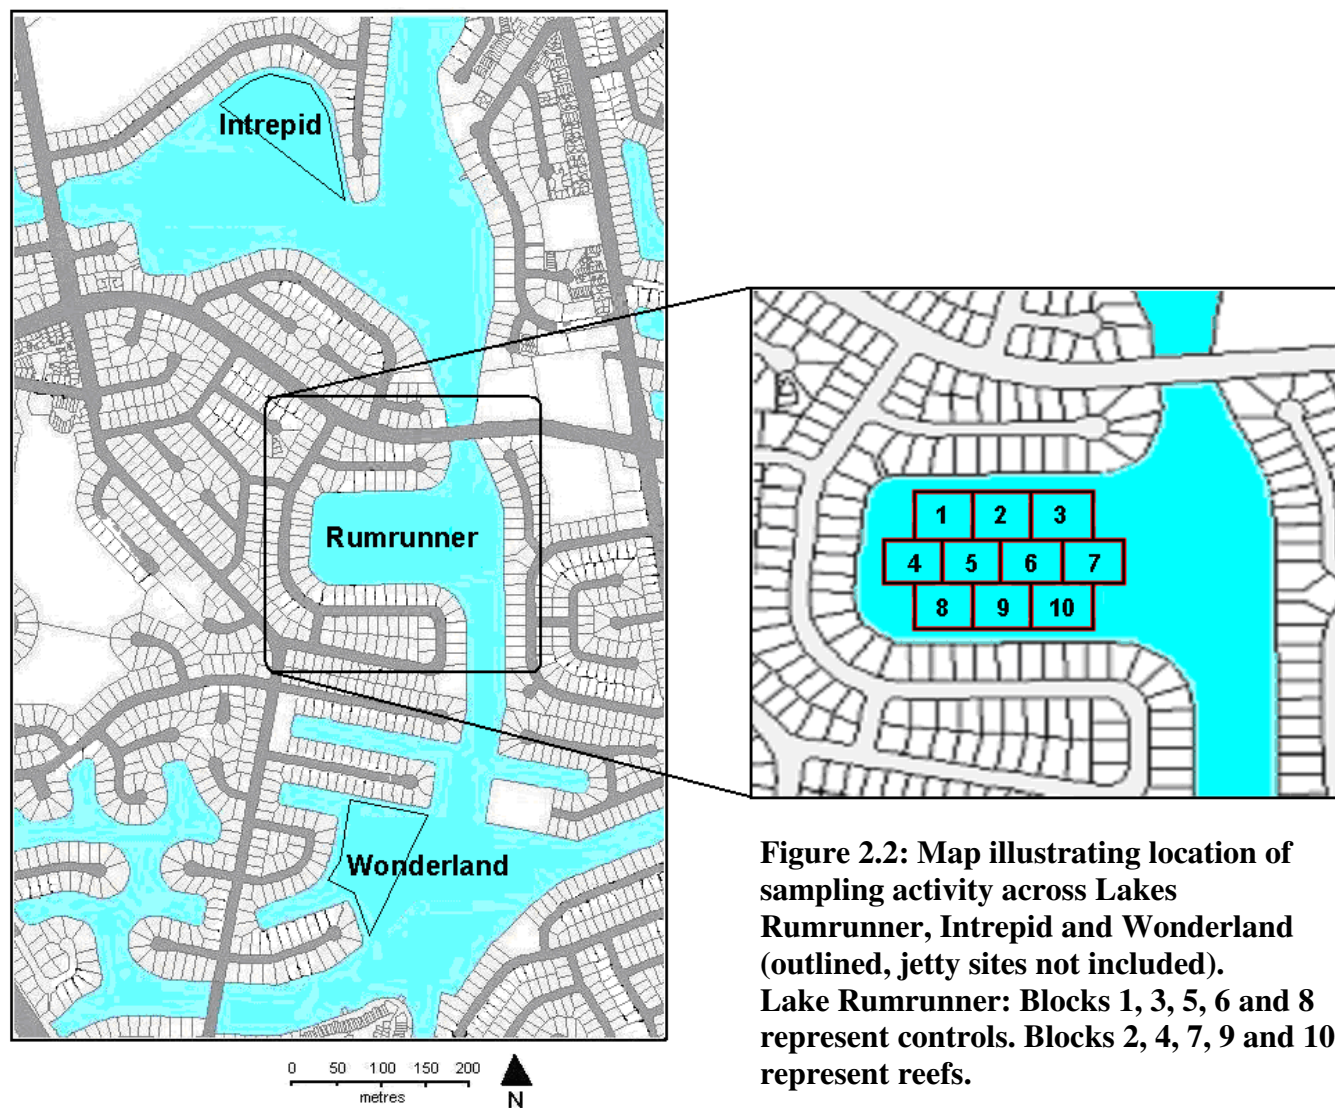 Intrepid
Rumrunner
Wonderland
1 2 3
4 5 6 7
8 9 10
0 50 100 150 200
metres
N
Figure 2.2: Map illustrating location of
sampling activity across Lakes
Rumrunner, Intrepid and Wonderland
(outlined, jetty sites not included).
Lake Rumrunner: Blocks 1, 3, 5, 6 and 8
represent controls. Blocks 2, 4, 7, 9 and 10
represent reefs.